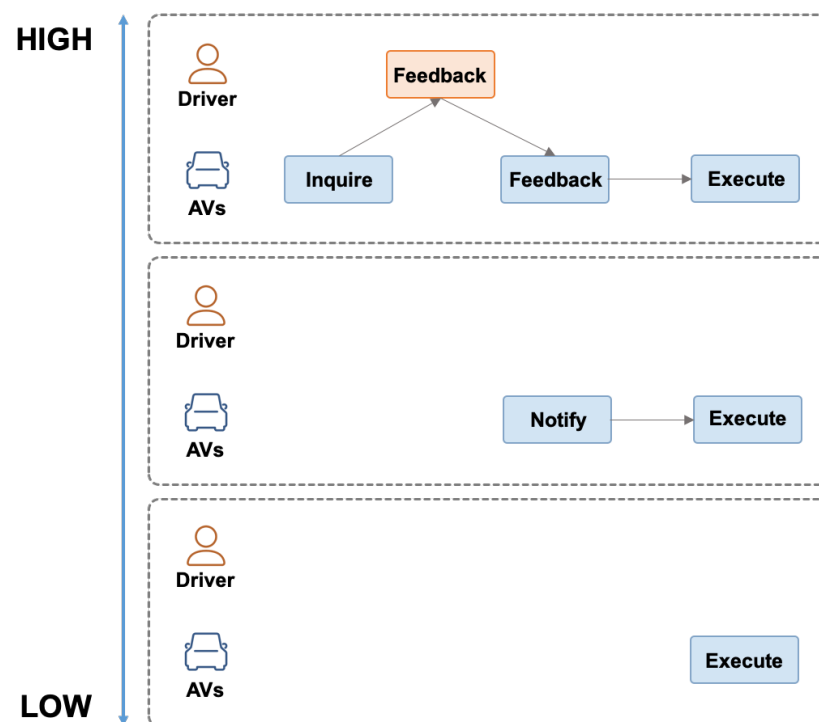 HIGH
Driver
Feedback
AVs
Inquire
Feedback
Execute
Driver
AVs
Notify
Execute
Driver
AVs
Execute
LOW